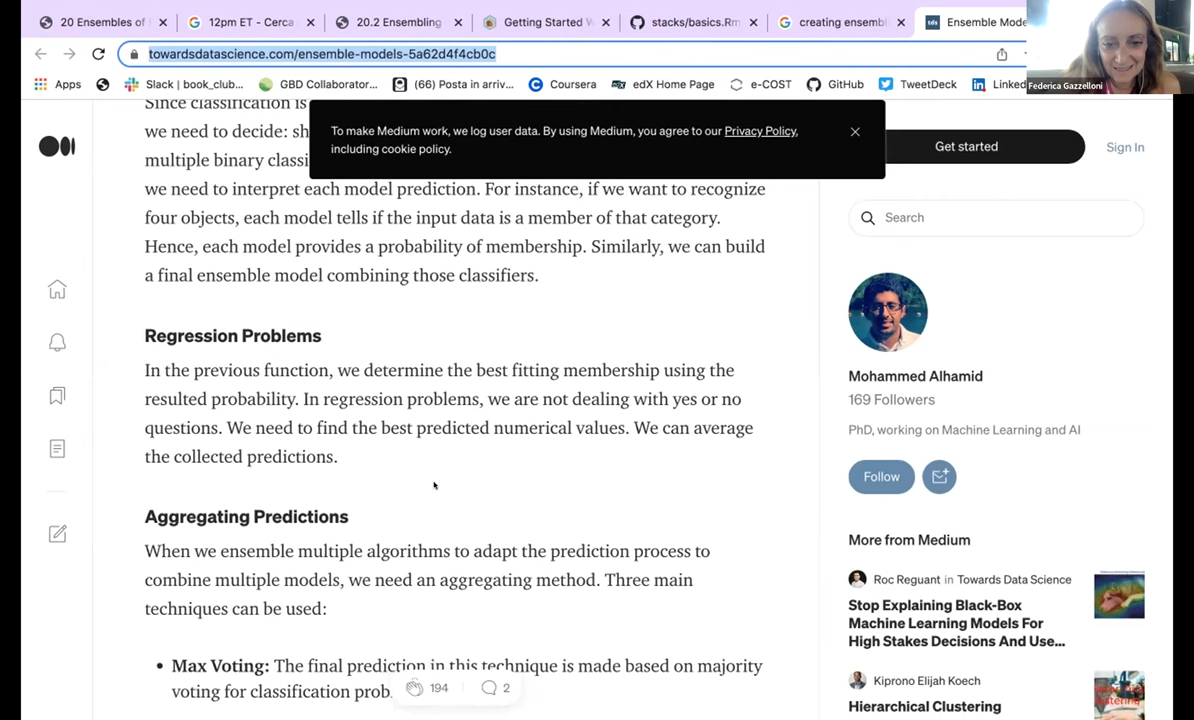 20 Ensembles of
12pm ET - Cerca
20.2 Ensembling
Getting Started W
stacks/basics.Rm
creating ensembl
tds
Ensemble Mode
towardsdatascience.com/ensemble-models-5a62d4f4cb0c
Apps
Slack | book_club...
GBD Collaborator...
(66) Posta in arriv...
Coursera
edX Home Page
e-COST
GitHub
TweetDeck
Linked
Federica Gazzelloni
Since classification is
we need to decide: sh
multiple binary classi
we need to interpret each model prediction. For instance, if we want to recognize
four objects, each model tells if the input data is a member of that category.
Hence, each model provides a probability of membership. Similarly, we can build
a final ensemble model combining those classifiers.
To make Medium work, we log user data. By using Medium, you agree to our Privacy Policy,
including cookie policy.
Regression Problems
In the previous function, we determine the best fitting membership using the
resulted probability. In regression problems, we are not dealing with yes or no
questions. We need to find the best predicted numerical values. We can average
the collected predictions.
Aggregating Predictions
When we ensemble multiple algorithms to adapt the prediction process to
combine multiple models, we need an aggregating method. Three main
techniques can be used:
• Max Voting: The final prediction in this technique is made based on majority
voting for classification prob
194
2
Get started
Sign In
Search
Mohammed Alhamid
169 Followers
PhD, working on Machine Learning and AI
Follow
More from Medium
Roc Reguant in Towards Data Science
Stop Explaining Black-Box
Machine Learning Models For
High Stakes Decisions And Use...
Kiprono Elijah Koech
Hierarchical Clustering